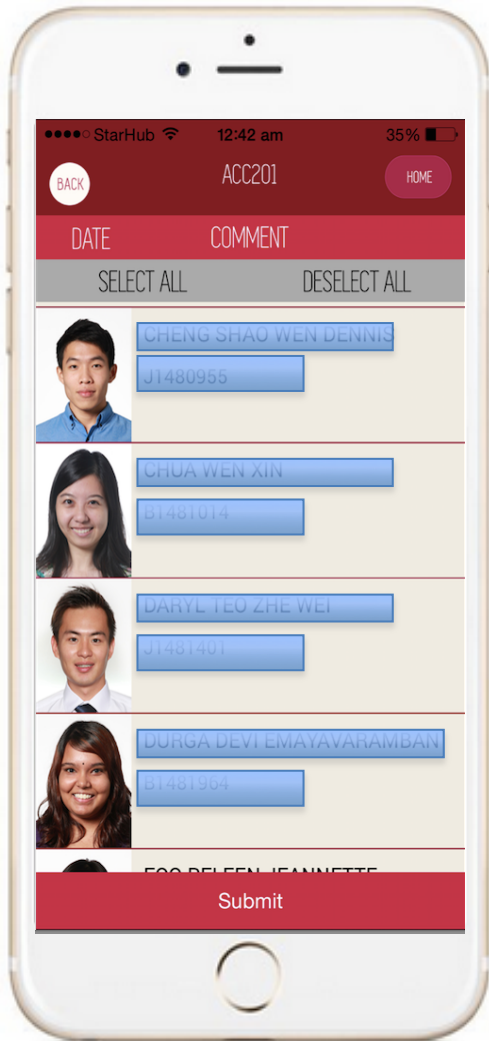 StarHub 12:42 am 35%
BACK ACC201 HOME
DATE COMMENT
SELECT ALL DESELECT ALL
CHENG SHAO WEN DENNIS
J1480955
CHUA WEN XIN
B1481014
DARYL TEO ZHE WEI
J1481401
DURGA DEVI EMAYAVARAMBAN
B1481964
JEANNETTE
Submit